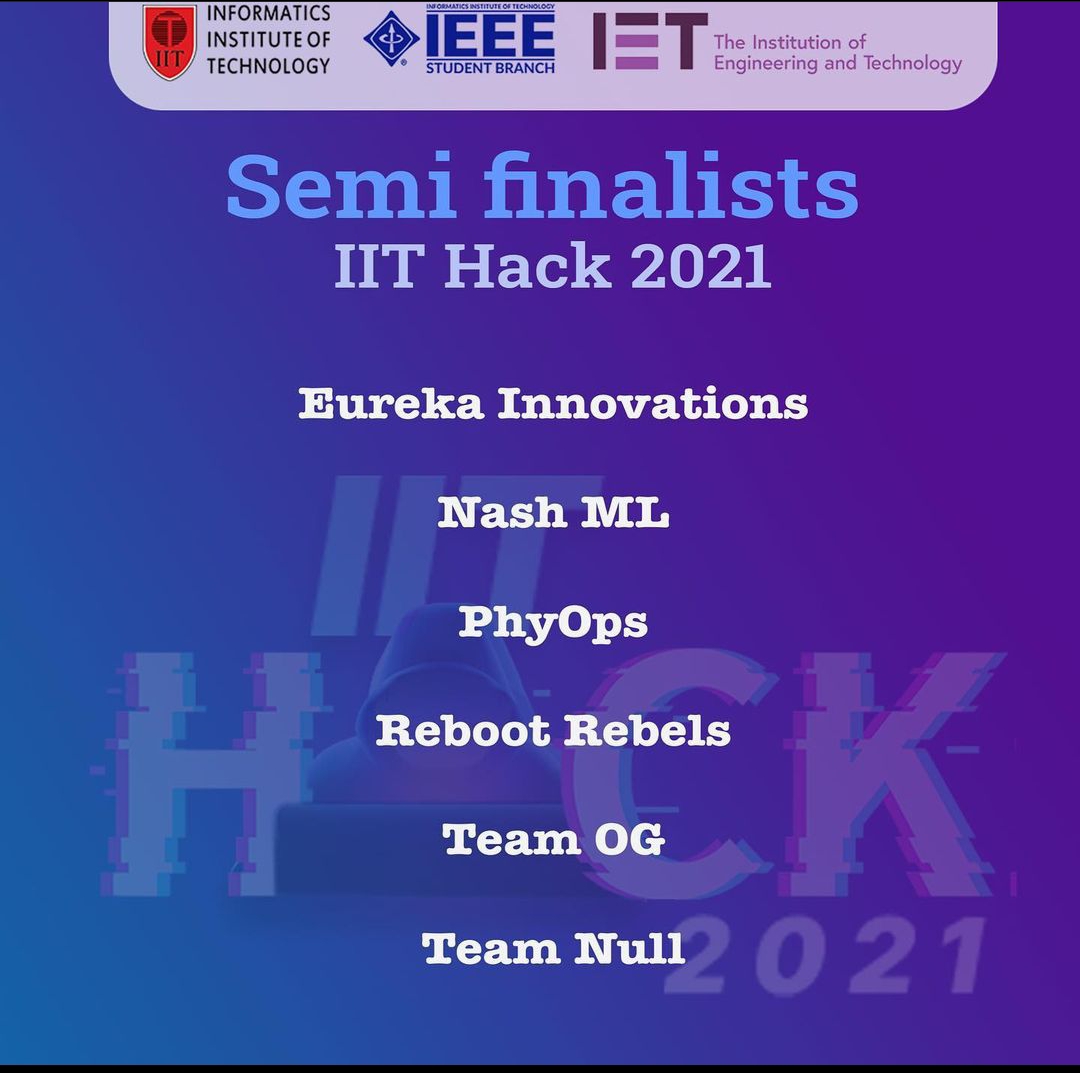 INFORMATICS
INSTITUTE OF
TECHNOLOGY
IIT
INFORMATICS INSTITUTE OF TECHNOLOGY
IEEE
STUDENT BRANCH
IET
The Institution of
Engineering and Technology
Semi finalists
IIT Hack 2021
Eureka Innovations
Nash ML
PhyOps
Reboot Rebels
Team OG
Team Null
IIT
H CK
2021